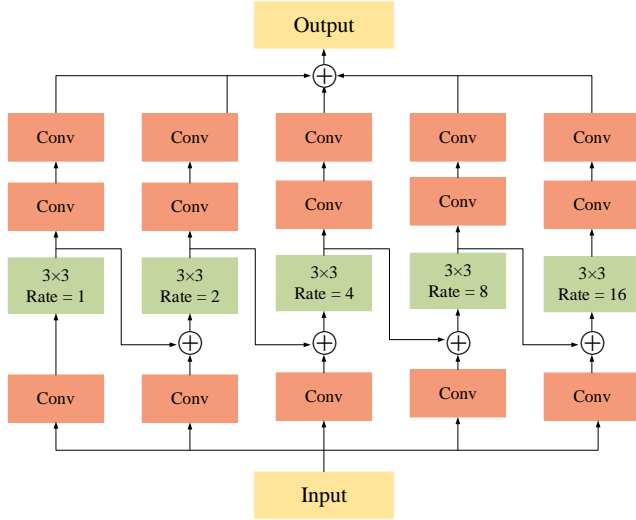 Output
Conv Conv Conv Conv Conv
Conv Conv Conv Conv Conv
3×3 3×3 3×3 3×3 3×3
Rate = 1 Rate = 2 Rate = 4 Rate = 8 Rate = 16
Conv Conv Conv Conv Conv
Input